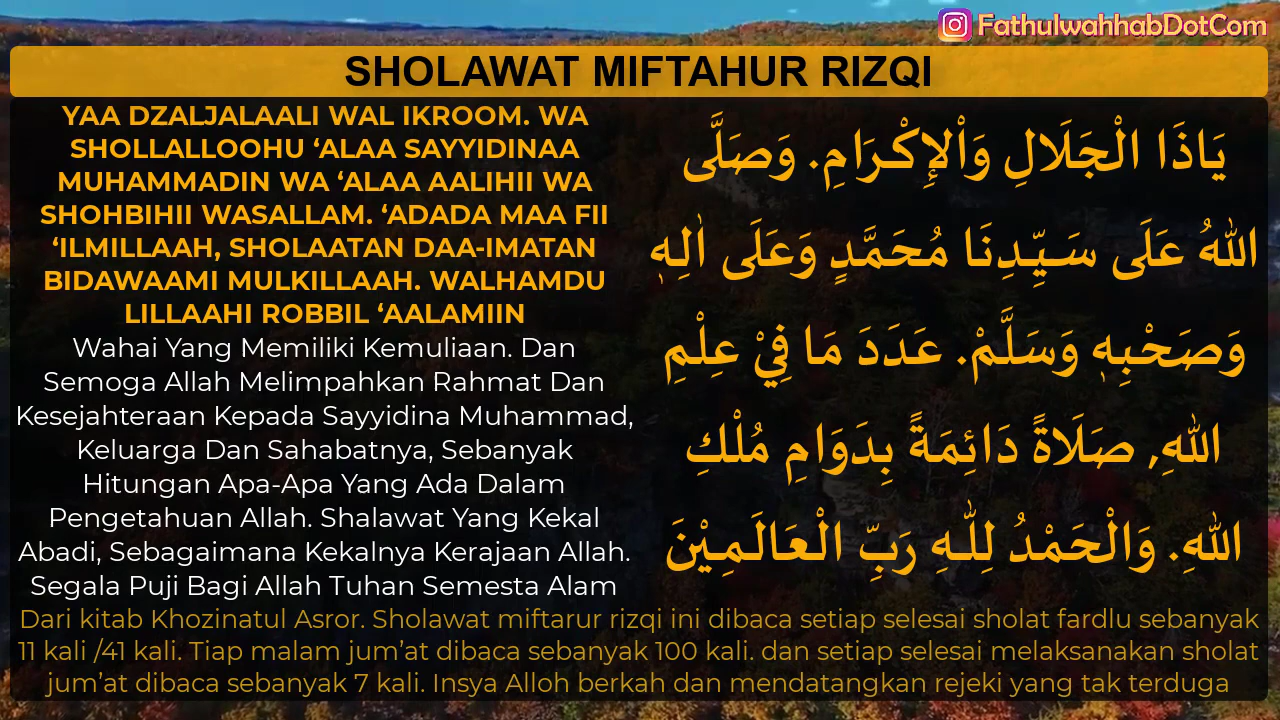 FathulwahhabDotCom
SHOLAWAT MIFTAHUR RIZQI
YAA DZALJALAALI WAL IKROOM. WA
SHOLLALLOOHU ‘ALAA SAYYIDINAA
MUHAMMADIN WA ‘ALAA AALIHII WA
SHOHBIHII WASALLAM. ‘ADADA MAA FII
‘ILMILLAAH, SHOLAATAN DAA-IMATAN
BIDAWAAMI MULKILLAAH. WALHAMDU
LILLAAHI ROBBIL ‘AALAMIIN
Wahai Yang Memiliki Kemuliaan. Dan
Semoga Allah Melimpahkan Rahmat Dan
Kesejahteraan Kepada Sayyidina Muhammad,
Keluarga Dan Sahabatnya, Sebanyak
Hitungan Apa-Apa Yang Ada Dalam
Pengetahuan Allah. Shalawat Yang Kekal
Abadi, Sebagaimana Kekalnya Kerajaan Allah.
Segala Puji Bagi Allah Tuhan Semesta Alam
يَاذَا الْجَلَالِ وَاْلإِكْرَامِ. وَصَلَّى
اللهُ عَلَى سَيِّدِنَا مُحَمَّدٍ وَعَلَى اٰلِهٖ
وَصَحْبِهٖ وَسَلَّمْ. عَدَدَ مَا فِيْ عِلْمِ
اللهِ, صَلَاةً دَائِمَةً بِدَوَامِ مُلْكِ
اللهِ. وَالْحَمْدُ لِلّٰهِ رَبِّ الْعَالَمِيْنَ
Dari kitab Khozinatul Asror. Sholawat miftarur rizqi ini dibaca setiap selesai sholat fardlu sebanyak
11 kali /41 kali. Tiap malam jum’at dibaca sebanyak 100 kali. dan setiap selesai melaksanakan sholat
jum’at dibaca sebanyak 7 kali. Insya Alloh berkah dan mendatangkan rejeki yang tak terduga